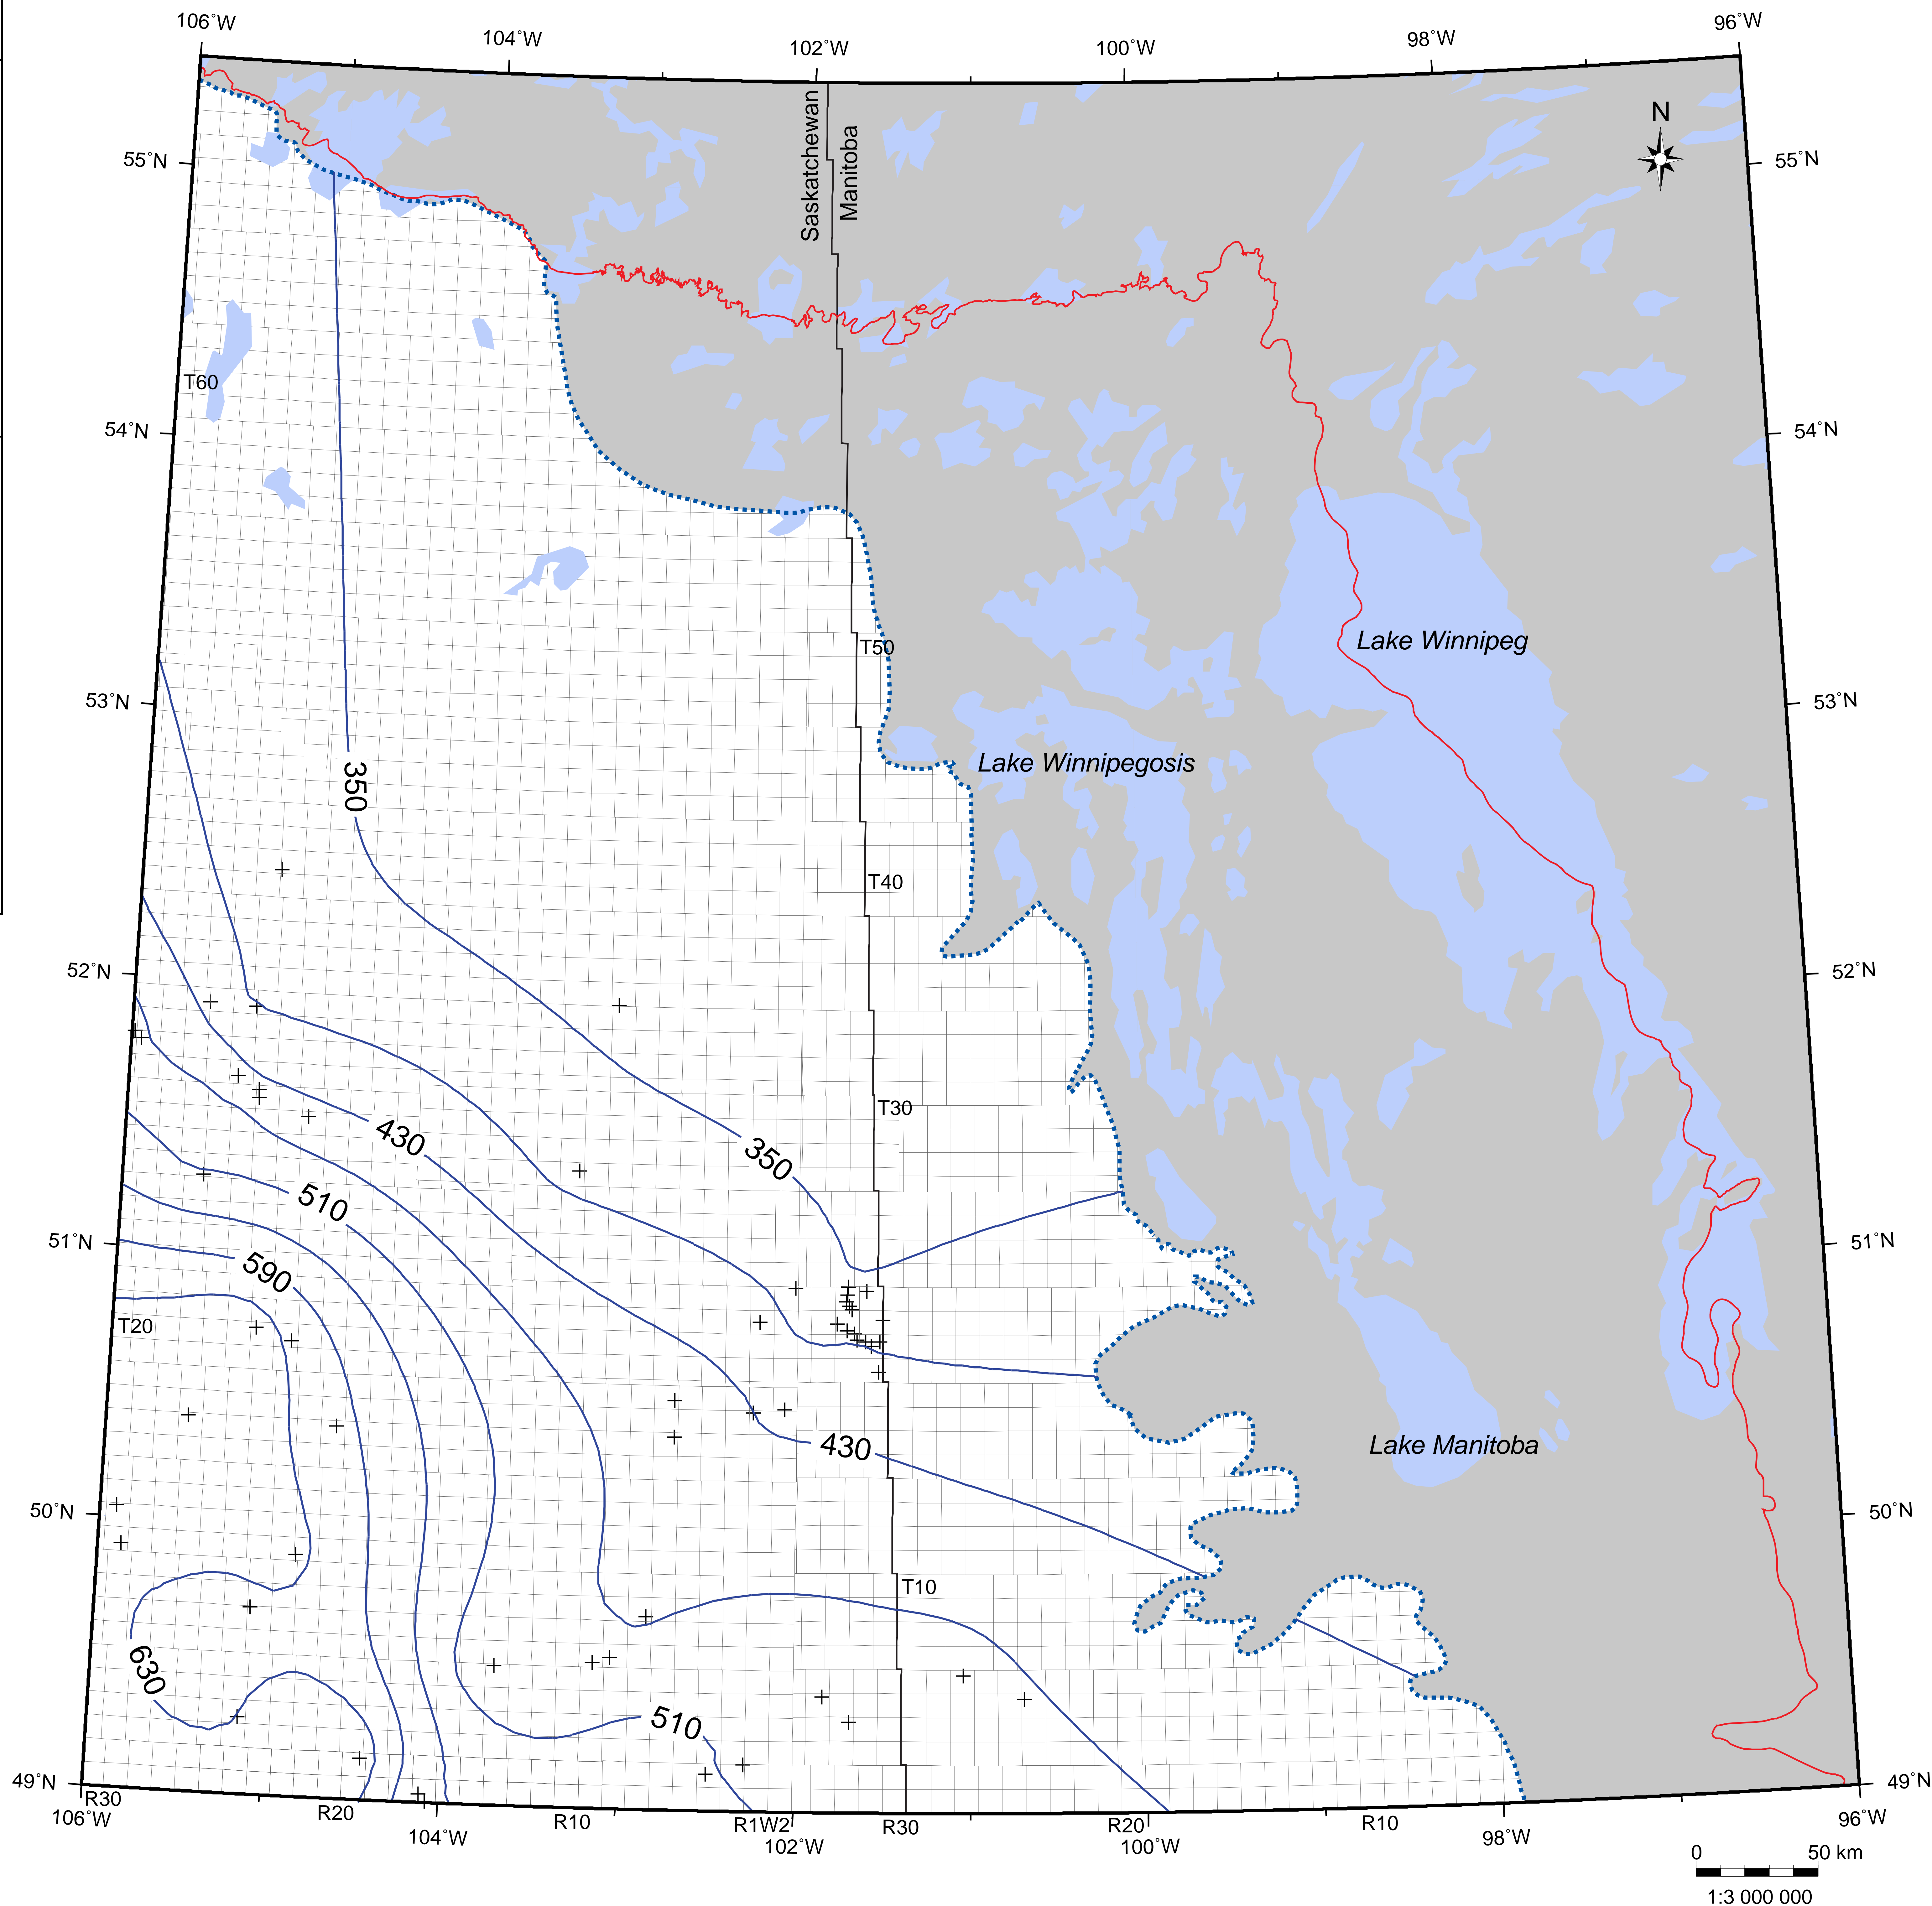 106°W
104°W
102°W
100°W
98°W
96°W
Saskatchewan
Manitoba
N
55°N
55°N
T60
54°N
54°N
Lake Winnipeg
T50
53°N
53°N
Lake Winnipegosis
350
T40
52°N
52°N
T30
430
350
510
51°N
51°N
590
T20
430
Lake Manitoba
50°N
50°N
T10
630
510
49°N
49°N
R30
R20
R10
R1W2
R30
R20
R10
106°W
104°W
102°W
100°W
98°W
96°W
0 50 km
1:3 000 000